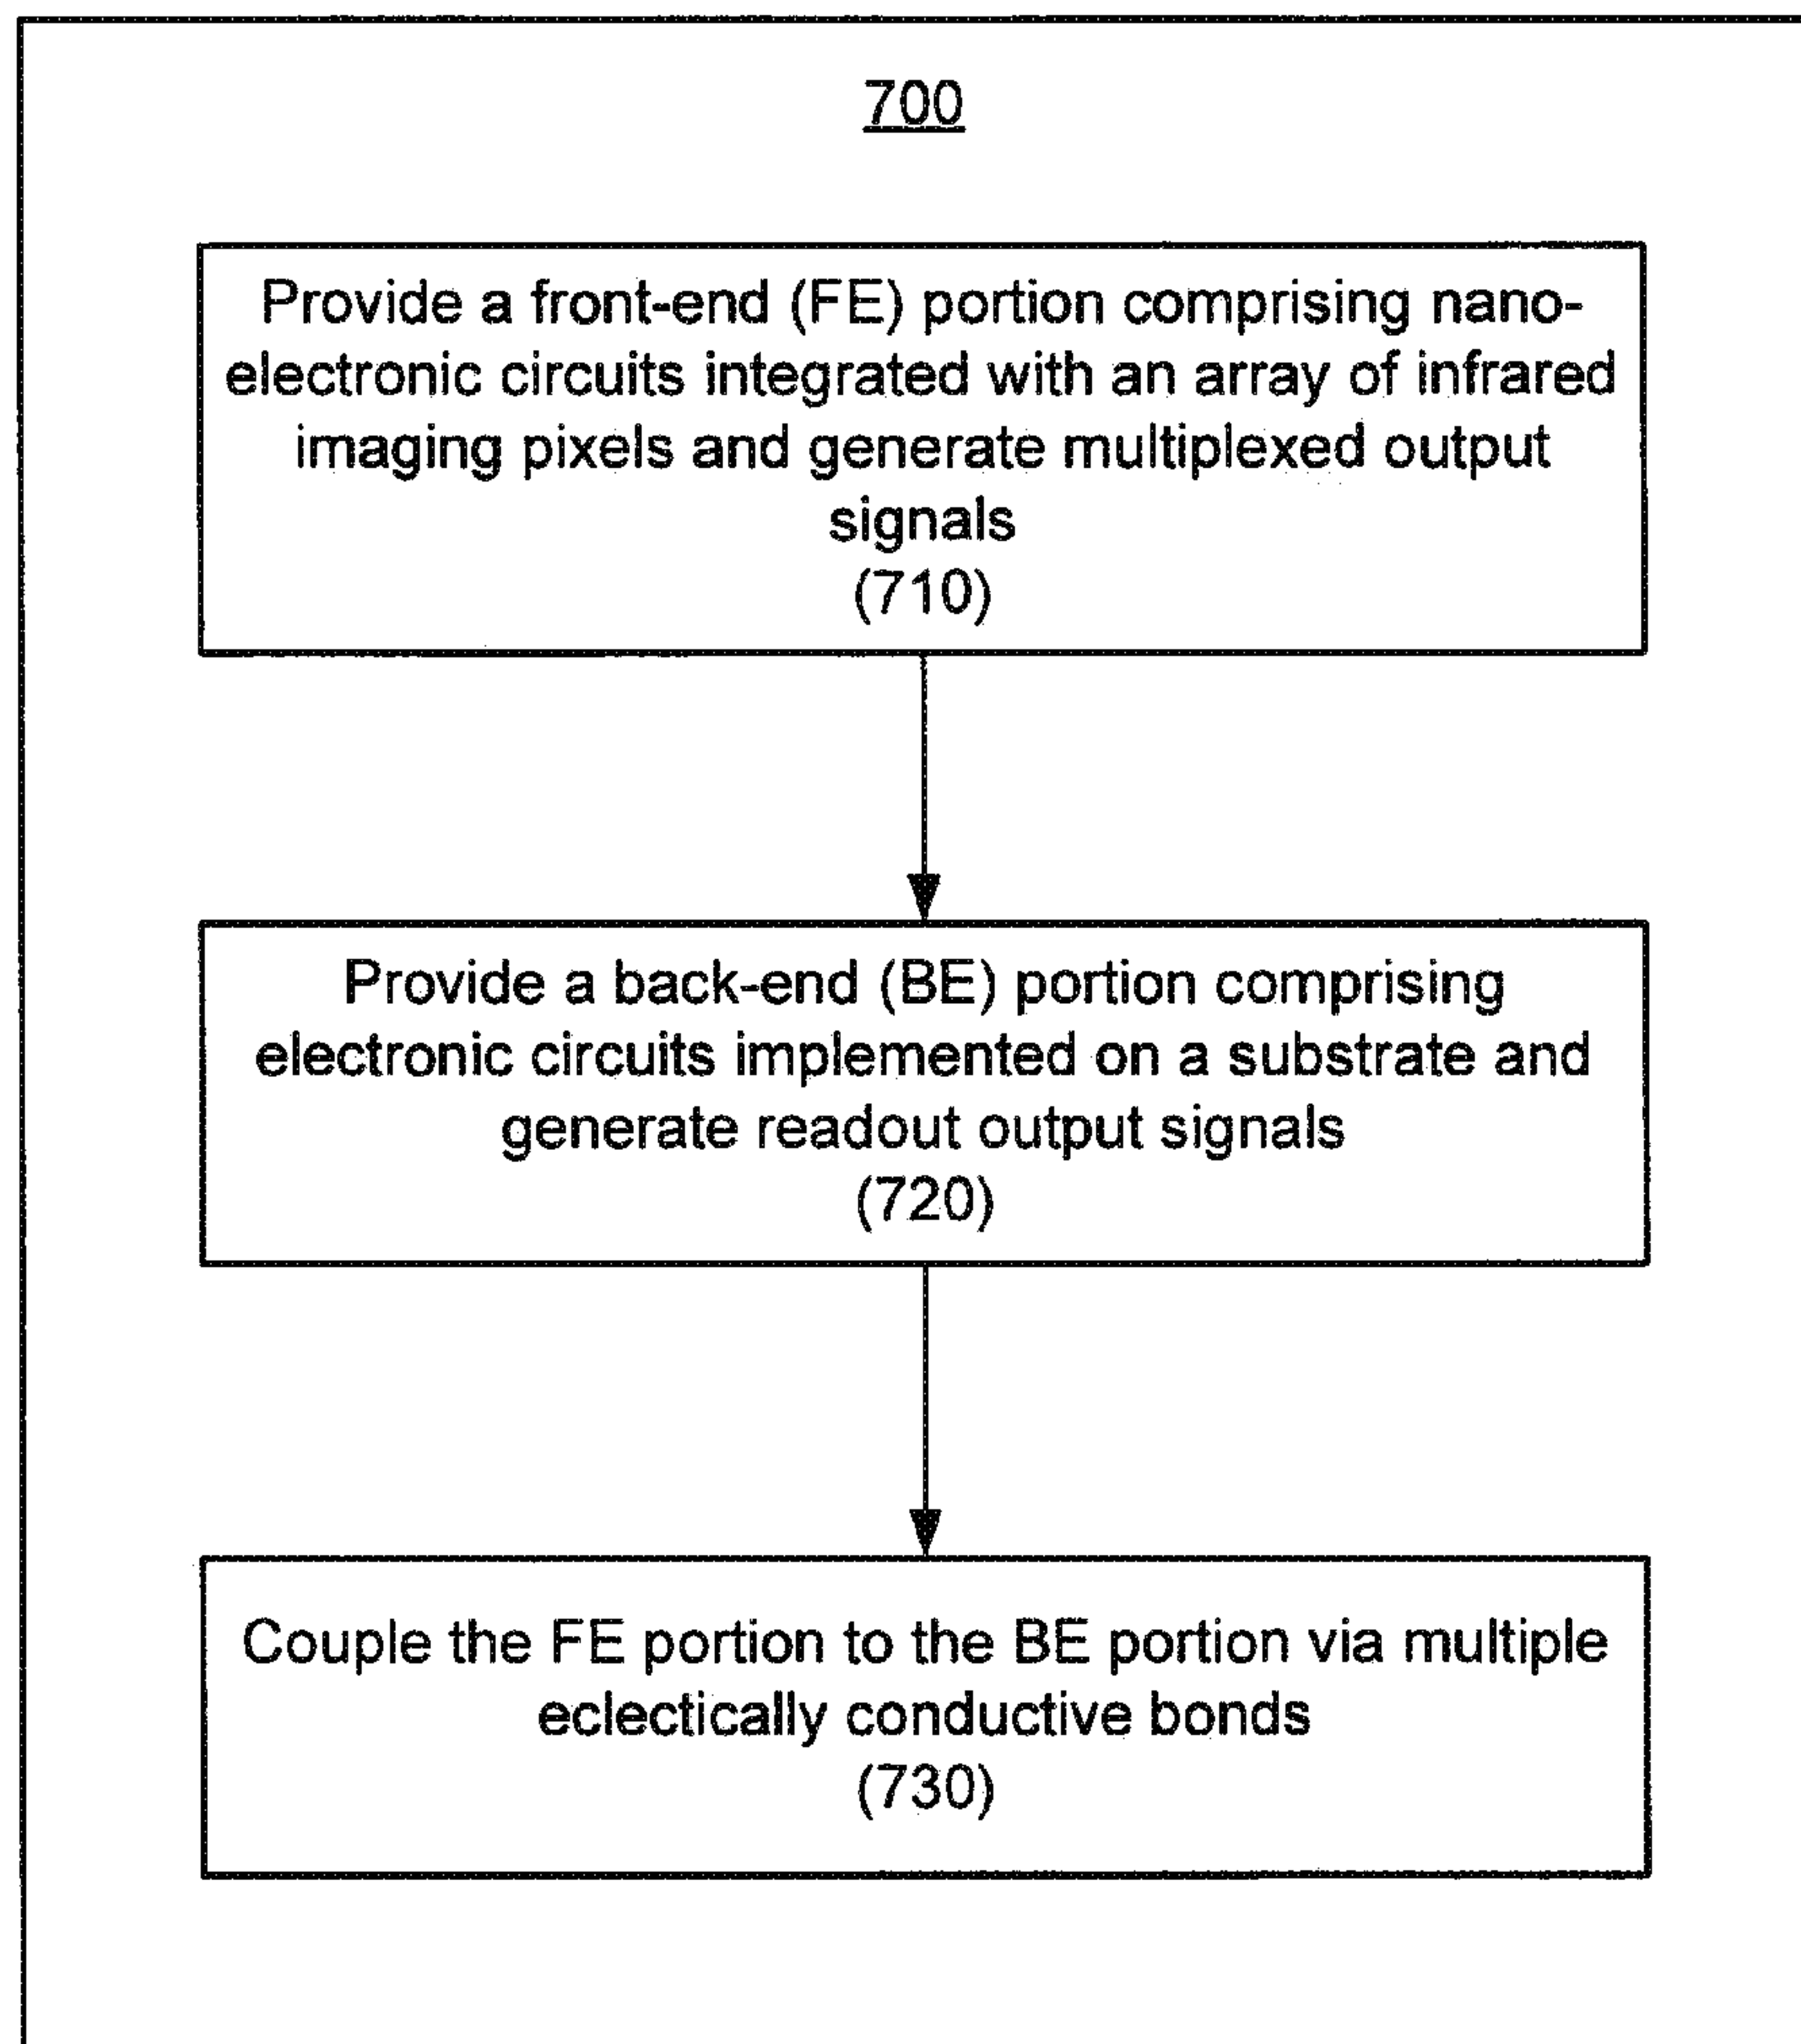 700
Provide a front-end (FE) portion comprising nano-
electronic circuits integrated with an array of infrared
imaging pixels and generate multiplexed output
signals
(710)
Provide a back-end (BE) portion comprising
electronic circuits implemented on a substrate and
generate readout output signals
(720)
Couple the FE portion to the BE portion via multiple
eclectically conductive bonds
(730)